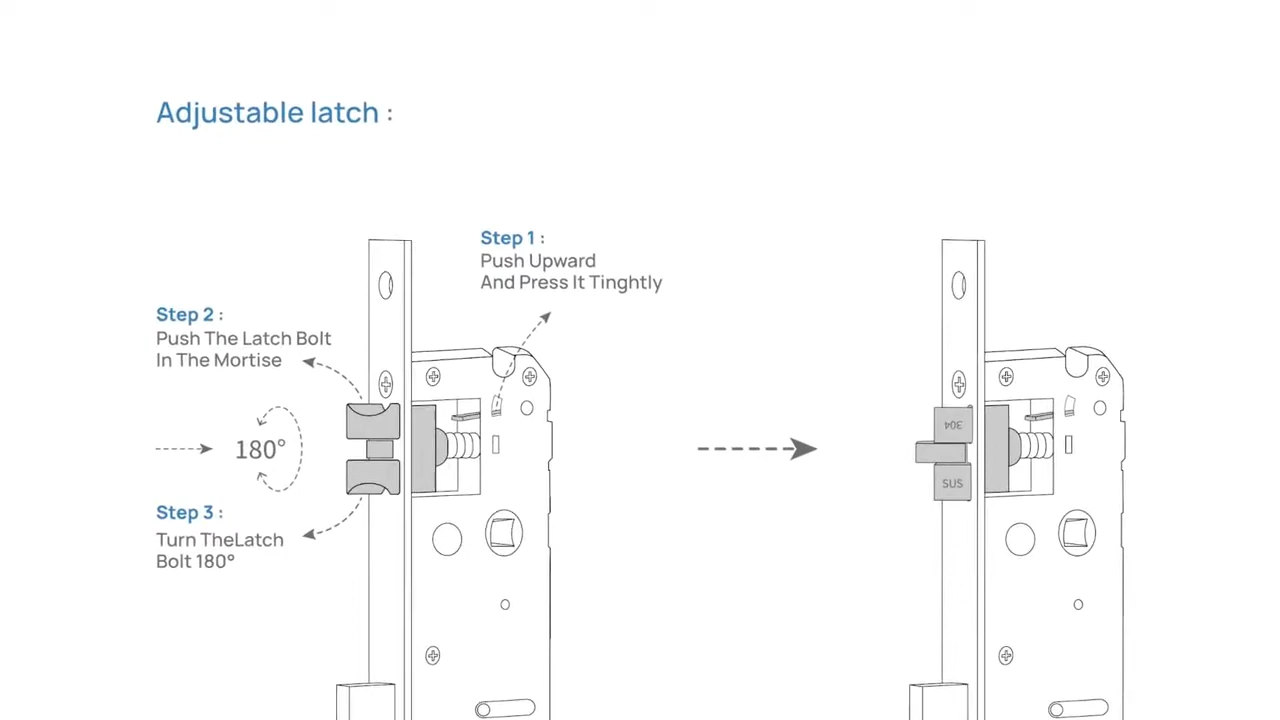 Adjustable latch :
Step 1 :
Push Upward
And Press It Tinghtly
Step 2 :
Push The Latch Bolt
In The Mortise
180°
Step 3 :
Turn TheLatch
Bolt 180°
304
SUS